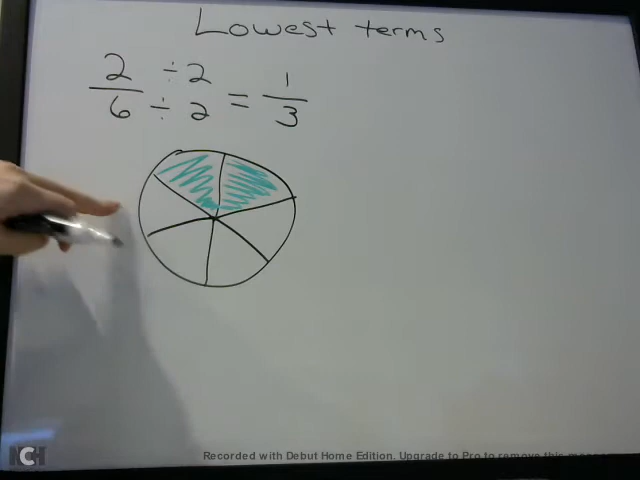 Lowest terms
2 ÷2
6 ÷ 2 = 1
3
ICI
Recorded with Debut Home Edition. Upgrade to Pro to remove this